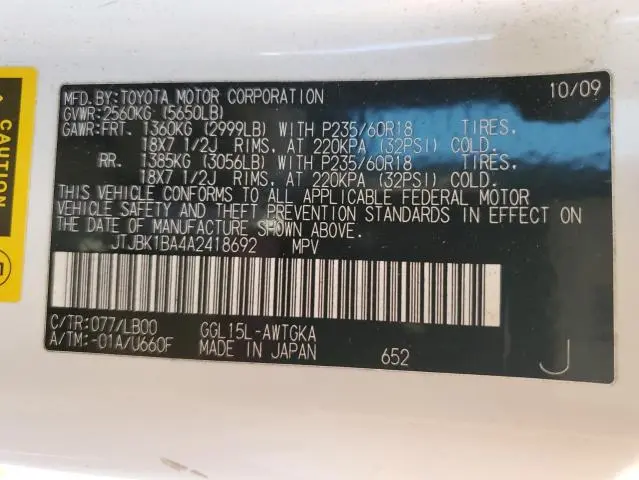 MFD.BY:TOYOTA MOTOR CORPORATION 10/09
GVWR:2560KG (5650LB)
GAWR:FRT. 1360KG (2999LB) WITH P235/60R18 TIRES,
18X7 1/2J RIMS, AT 220KPA (32PSI) COLD.
RR. 1385KG (3056LB) WITH P235/60R18 TIRES,
18X7 1/2J RIMS, AT 220KPA (32PSI) COLD.
THIS VEHICLE CONFORMS TO ALL APPLICABLE FEDERAL MOTOR
VEHICLE SAFETY AND THEFT PREVENTION STANDARDS IN EFFECT ON
THE DATE OF MANUFACTURE SHOWN ABOVE.
JTJBK1BA4A2418692 MPV
C/TR:077/LB00 GGL15L-AWTGKA
A/TM:-01A/U660F MADE IN JAPAN 652 J
CAUTION